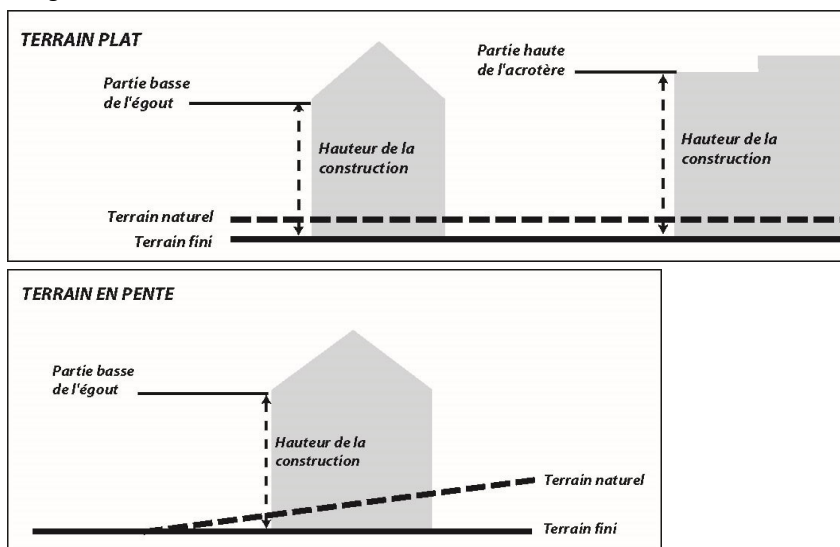 TERRAIN PLAT
Partie basse
de l'égout
Hauteur de la
construction
Partie haute
de l'acrotère
Hauteur de la
construction
Terrain naturel
Terrain fini
TERRAIN EN PENTE
Partie basse
de l'égout
Hauteur de la
construction
Terrain naturel
Terrain fini